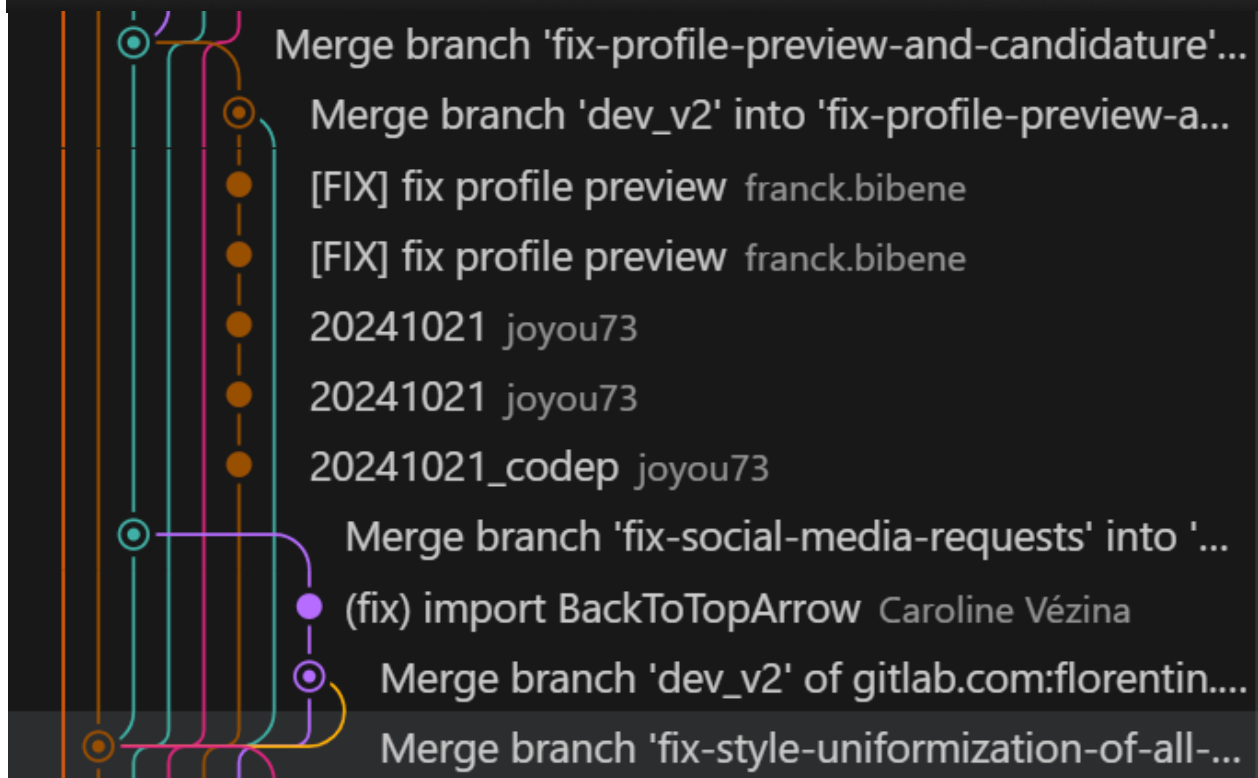 Merge branch 'fix-profile-preview-and-candidature'...
Merge branch 'dev_v2' into 'fix-profile-preview-a...
[FIX] fix profile preview franck.bibene
[FIX] fix profile preview franck.bibene
20241021 joyou73
20241021 joyou73
20241021_codep joyou73
Merge branch 'fix-social-media-requests' into '...
(fix) import BackToTopArrow Caroline Vézina
Merge branch 'dev_v2' of gitlab.com:florentin....
Merge branch 'fix-style-uniformization-of-all-...